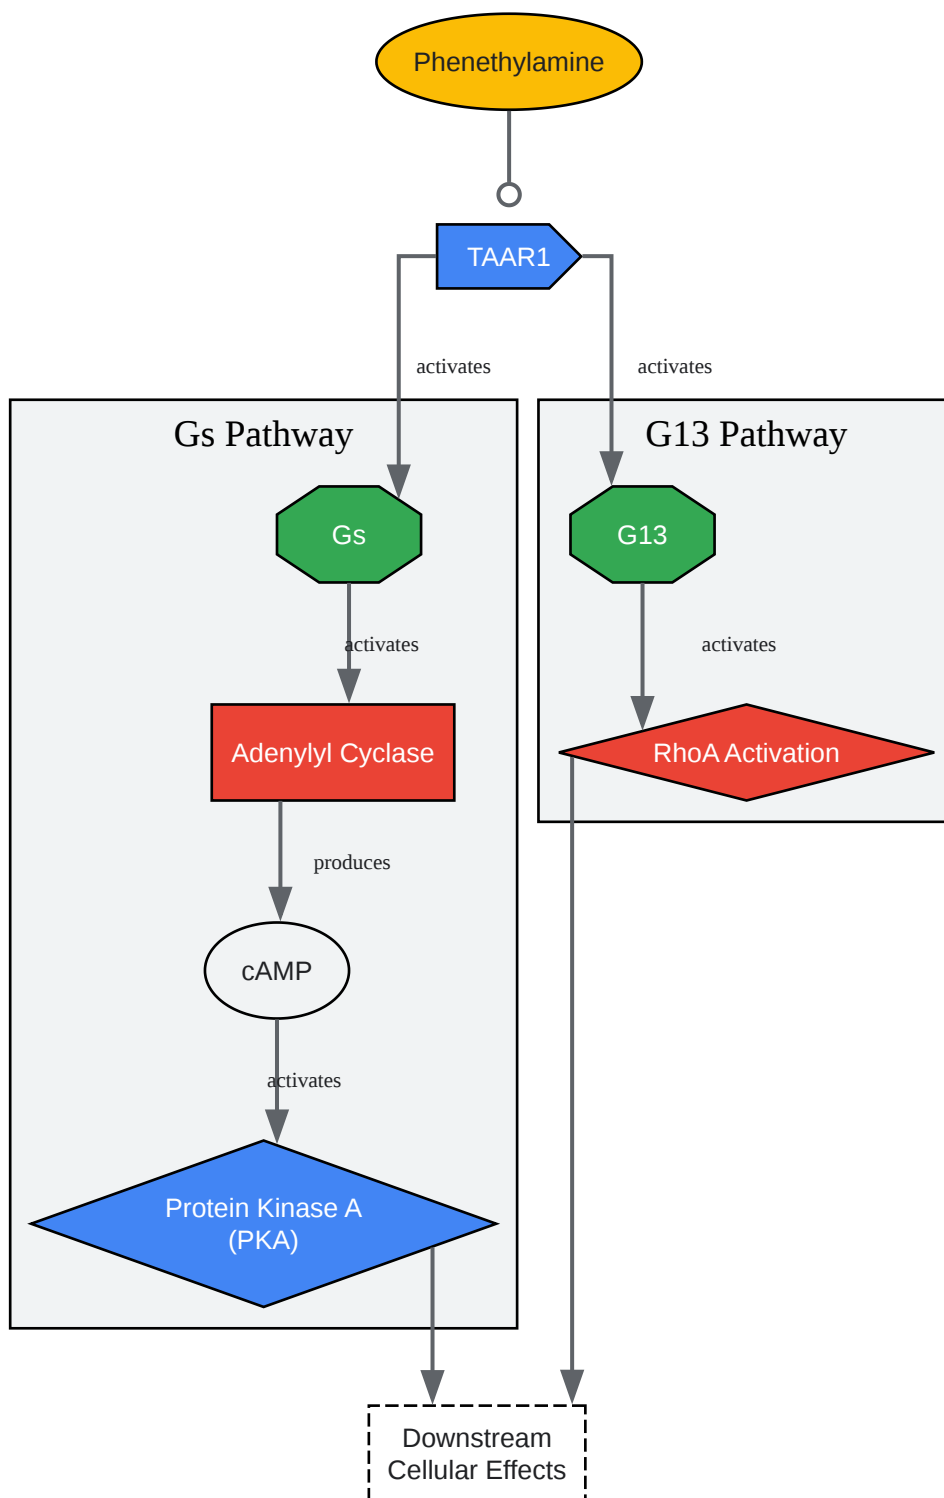 Phenethylamine
TAAR1
activates
activates
Gs Pathway
G13 Pathway
Gs
G13
activates
activates
Adenylyl Cyclase
RhoA Activation
produces
cAMP
activates
Protein Kinase A
(PKA)
Downstream
Cellular Effects